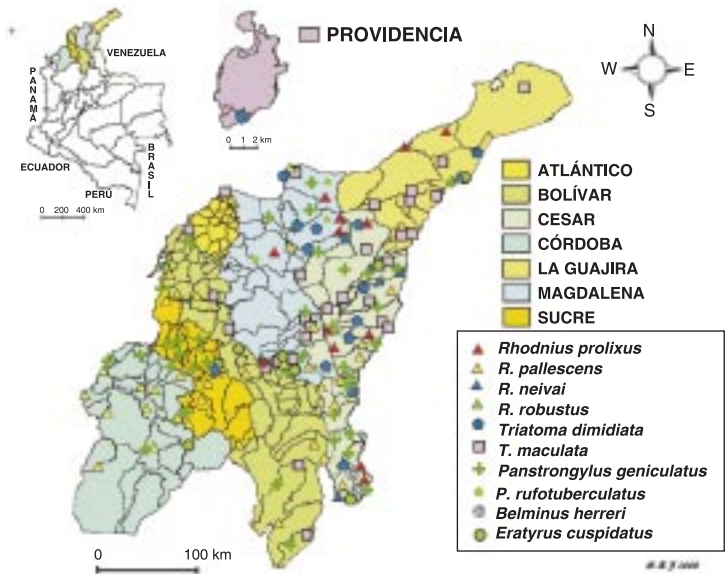 VENEZUELA
PANAMÁ
ECUADOR
PERÚ
BRASIL
0 200 400 km
PROVIDENCIA
0 1 2 km
N
W E
S
ATLÁNTICO
BOLÍVAR
CESAR
CÓRDOBA
LA GUAJIRA
MAGDALENA
SUCRE
Rhodnius prolixus
R. pallescens
R. neivai
R. robustus
Triatoma dimidiata
T. maculata
Panstrongylus geniculatus
P. rufotuberculatus
Belminus herreri
Eratyrus cuspidatus
0 100 km